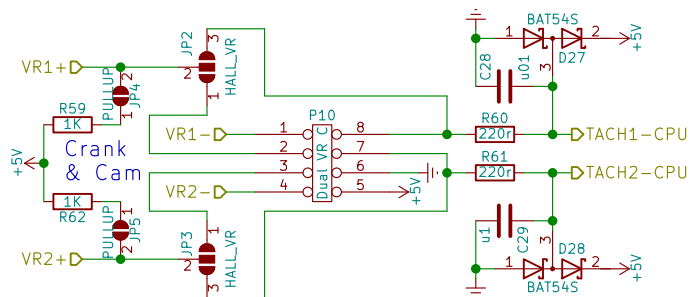 BAT54S
1
2
+5V
D27
3
C28
u01
JP2
3
2
1
HALL_VR
VR1+
PULLUP
2
1
JP4
R59
1K
P10
Dual VR C
VR1-
1
8
R60
220r
TACH1-CPU
2
7
Crank
& Cam
+5V
3
6
R61
220r
TACH2-CPU
VR2-
4
5
+5V
R62
1K
PULLUP
1
2
JP5
JP3
1
2
3
HALL_VR
VR2+
u1
C29
3
D28
1
2
+5V
BAT54S